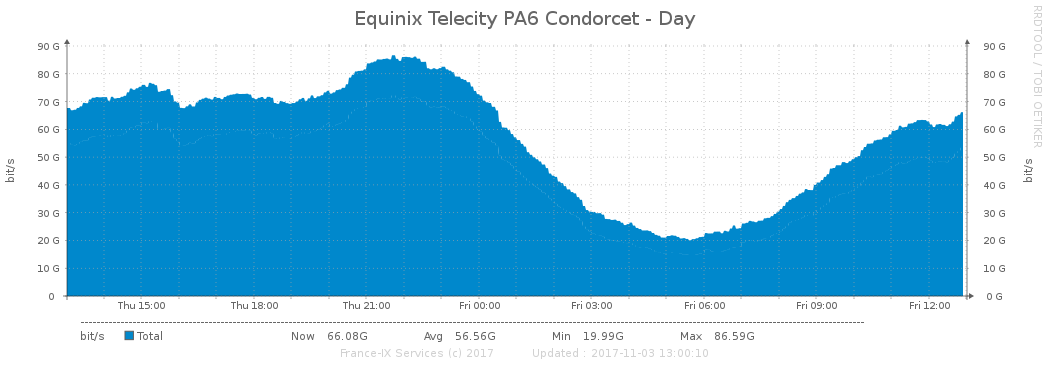 Equinix Telecity PA6 Condorcet - Day
RRDTOOL / TOBI OETIKER
bit/s
90 G
80 G
70 G
60 G
50 G
40 G
30 G
20 G
10 G
0
90 G
80 G
70 G
60 G
50 G
40 G
30 G
20 G
10 G
0 G
bit/s
Thu 15:00 Thu 18:00 Thu 21:00 Fri 00:00 Fri 03:00 Fri 06:00 Fri 09:00 Fri 12:00
bit/s Total Now 66.08G Avg 56.56G Min 19.99G Max 86.59G
France-IX Services (c) 2017 Updated : 2017-11-03 13:00:10